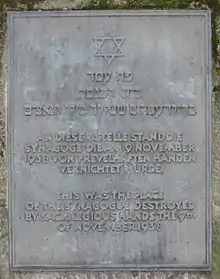 פה עמד
בית הכנסת
AN DIESER STELLE STAND DIE
SYNAGOGE DIE AM 9 NOVEMBER
1938 VON FREVELHAFTEN HÄNDEN
VERNICHTET WURDE
THIS WAS THE PLACE
OF THE SYNAGOGUE DESTROYED
BY SACRILEGIOUS HANDS THE 9TH
OF NOVEMBER 1938